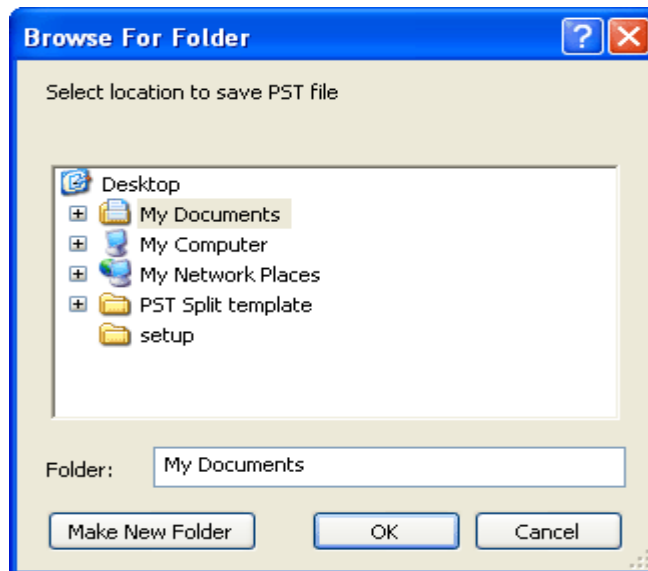 Browse For Folder
Select location to save PST file
Desktop
My Documents
My Computer
My Network Places
PST Split template
setup
Folder: My Documents
Make New Folder OK Cancel